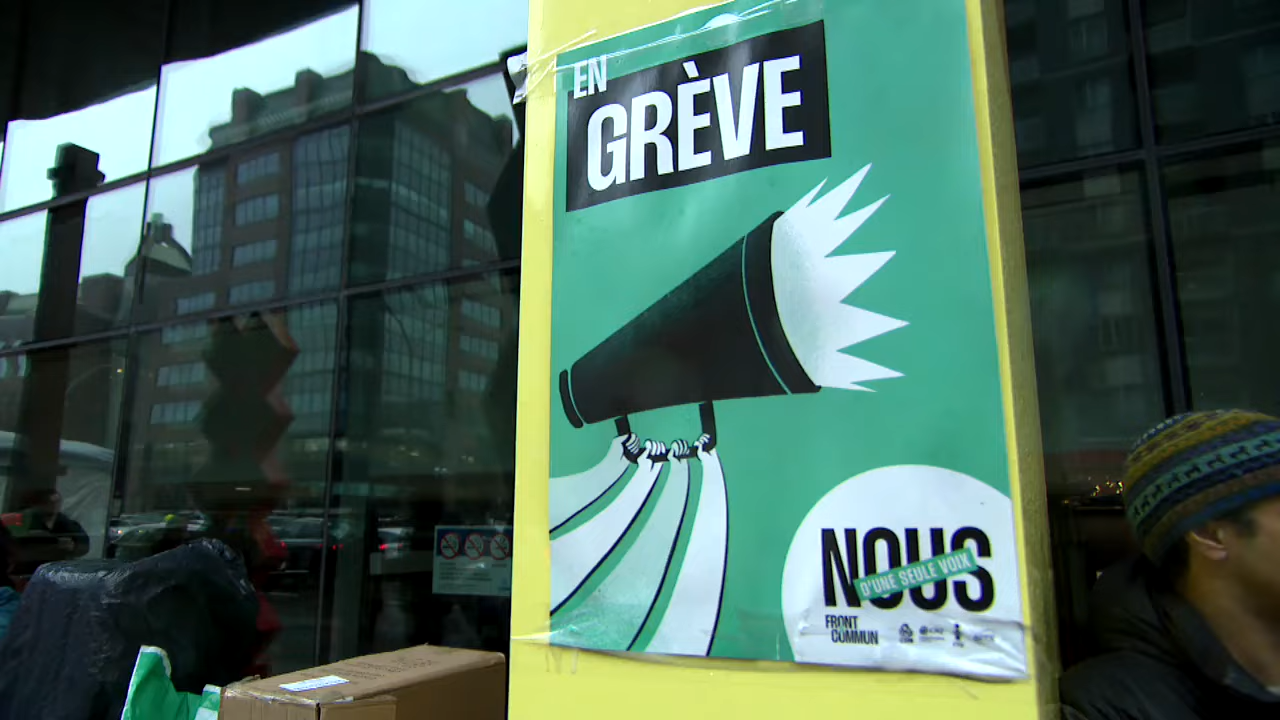 EN
GRÈVE
NOUS
D'UNE SEULE VOIX
FRONT
COMMUN